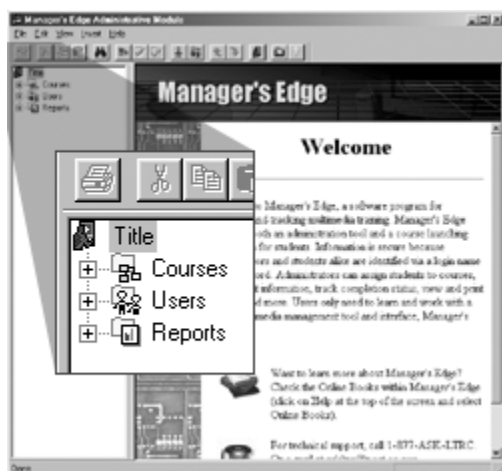 Manager's Edge Administrative Module
File Edit View Insert Help
Title
Courses
Users
Reports
Manager's Edge
Welcome
Manager's Edge, a software program for
and tracking multimedia training. Manager's Edge
both an administration tool and a course launching
for students. Information is secure because
and students alike are identified via a login name
Administrators can assign students to courses,
information, track completion status, view and print
and more. Users only need to learn and work with a
media management tool and interface, Manager's
Title
Courses
Users
Reports
Want to learn more about Manager's Edge?
Check the Online Books within Manager's Edge
(click on Help at the top of the screen and select
Online Books).
For technical support, call 1-877-ASK-LTRC.
Done